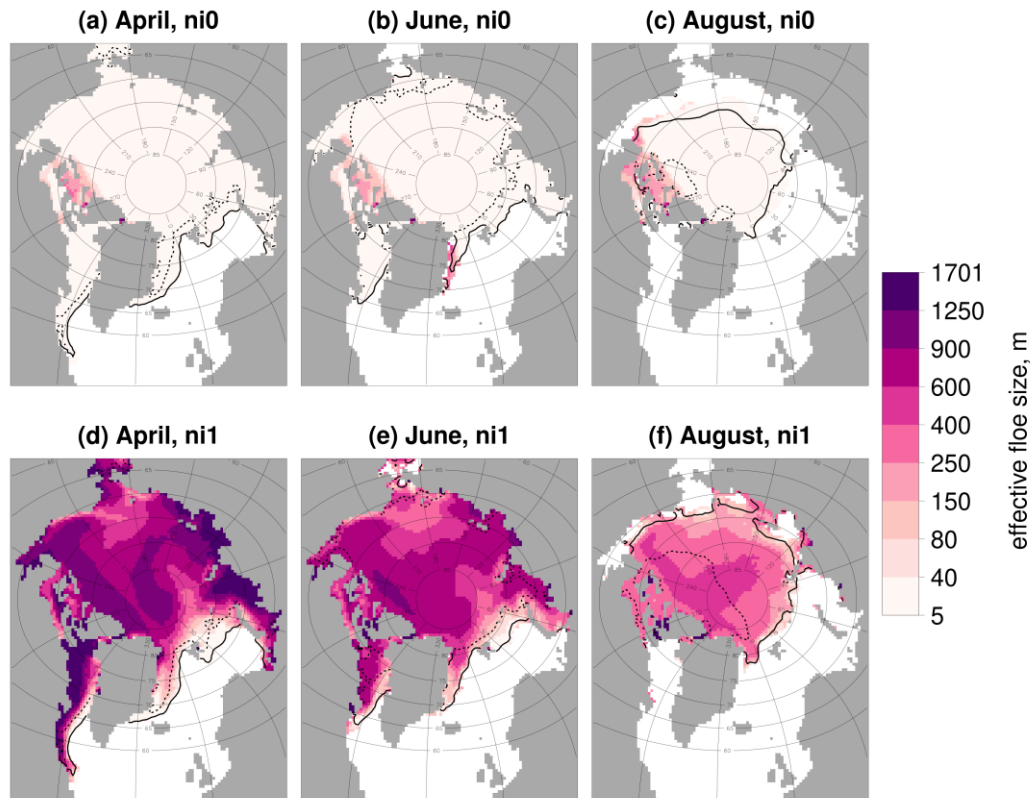 (a) April, ni0
(b) June, ni0
(c) August, ni0
1701
1250
900
600
400
250
150
80
40
5
effective floe size, m
(d) April, ni1
(e) June, ni1
(f) August, ni1